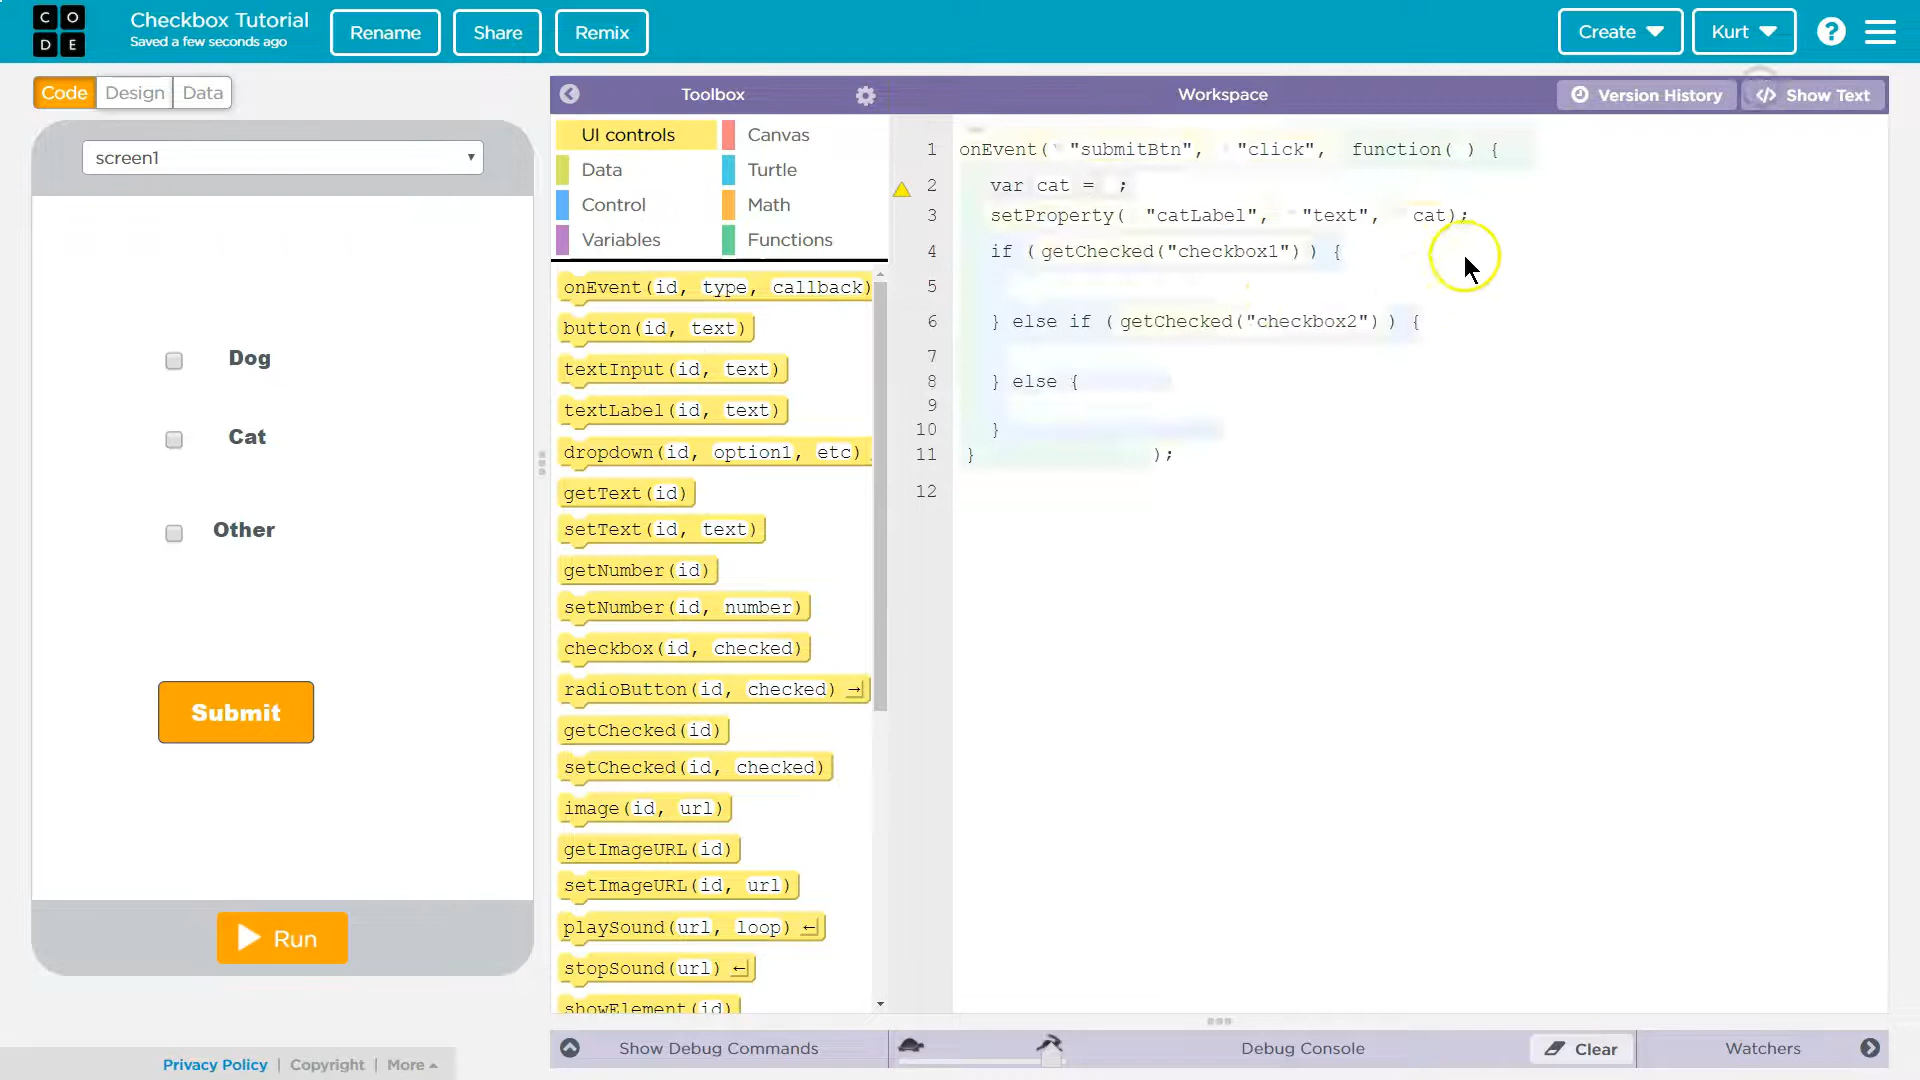 CODE
Checkbox Tutorial
Saved a few seconds ago
Rename
Share
Remix
Create
Kurt
?
Code
Design
Data
Toolbox
Workspace
Version History
Show Text
screen1
Dog
Cat
Other
Submit
Run
UI controls
Canvas
Data
Turtle
Control
Math
Variables
Functions
onEvent(id, type, callback)
button(id, text)
textInput(id, text)
textLabel(id, text)
dropdown(id, option1, etc)
getText(id)
setText(id, text)
getNumber(id)
setNumber(id, number)
checkbox(id, checked)
radioButton(id, checked)
getChecked(id)
setChecked(id, checked)
image(id, url)
getImageURL(id)
setImageURL(id, url)
playSound(url, loop)
stopSound(url)
showElement(id)
1 onEvent( "submitBtn", "click", function( ) {
2 var cat = ;
3 setProperty( "catLabel", "text", cat);
4 if ( getChecked("checkbox1") ) {
5
6 } else if ( getChecked("checkbox2") ) {
7
8 } else {
9
10 }
11 } );
12
Show Debug Commands
Debug Console
Clear
Watchers
Privacy Policy | Copyright | More